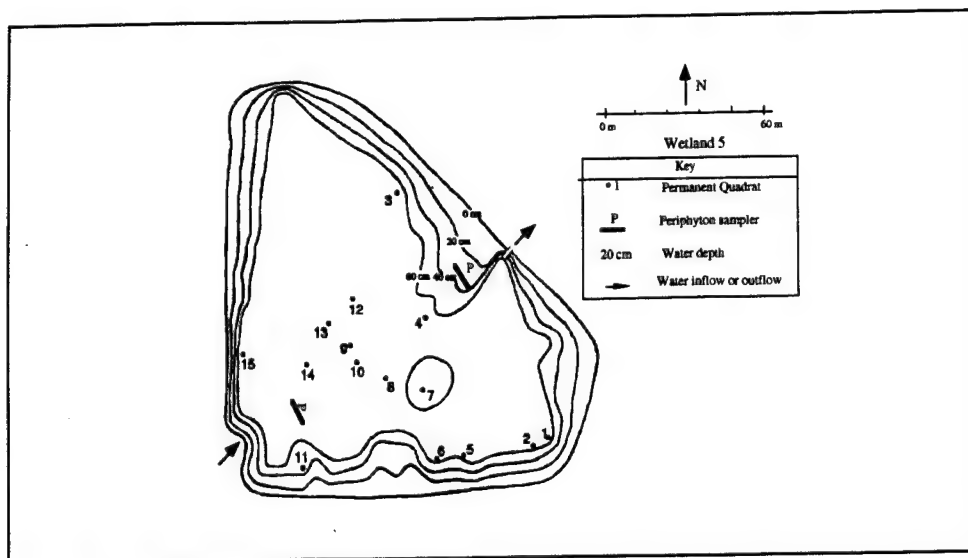 N
0 m 60 m
Wetland 5
Key
• 1 Permanent Quadrat
P Periphyton sampler
20 cm Water depth
Water inflow or outflow
3
0 cm
20 cm
P
60 cm 40 cm
12
4
13
9
15
14 10
8
7
P
1
2
6 5
11